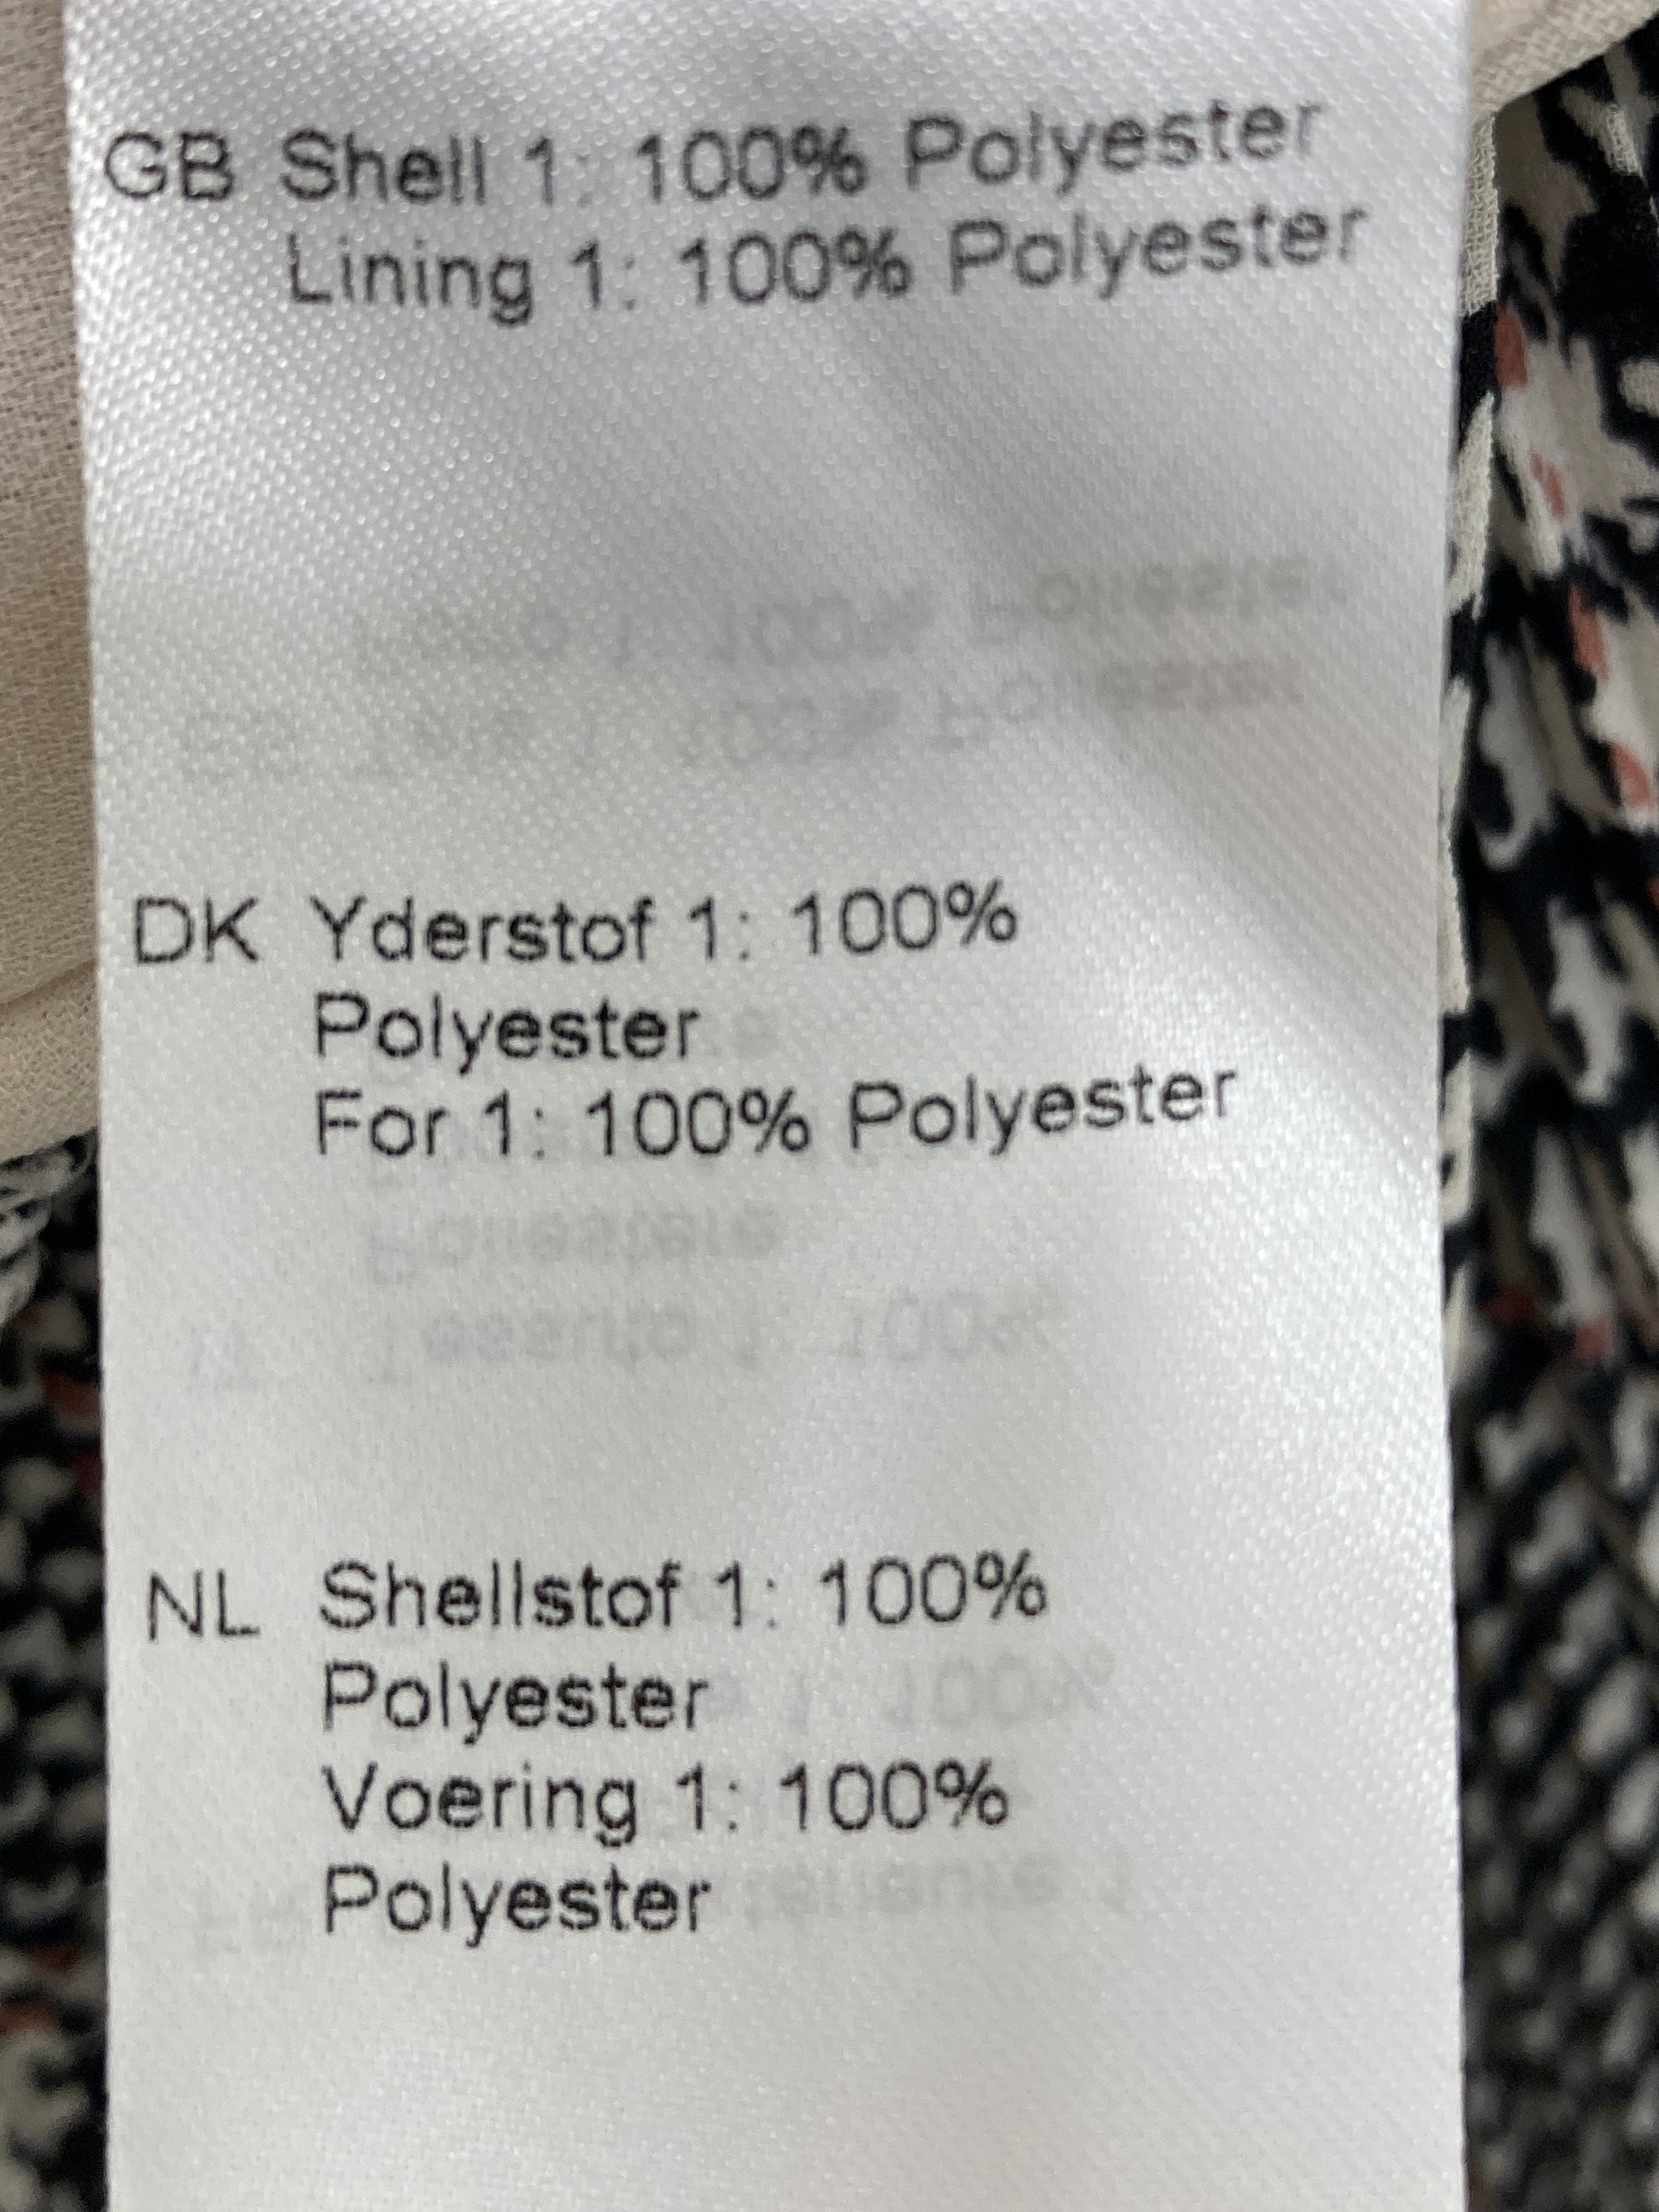 GB Shell 1: 100% Polyester
Lining 1: 100% Polyester
DK Yderstof 1: 100%
Polyester
For 1: 100% Polyester
NL Shellstof 1: 100%
Polyester
Voering 1: 100%
Polyester